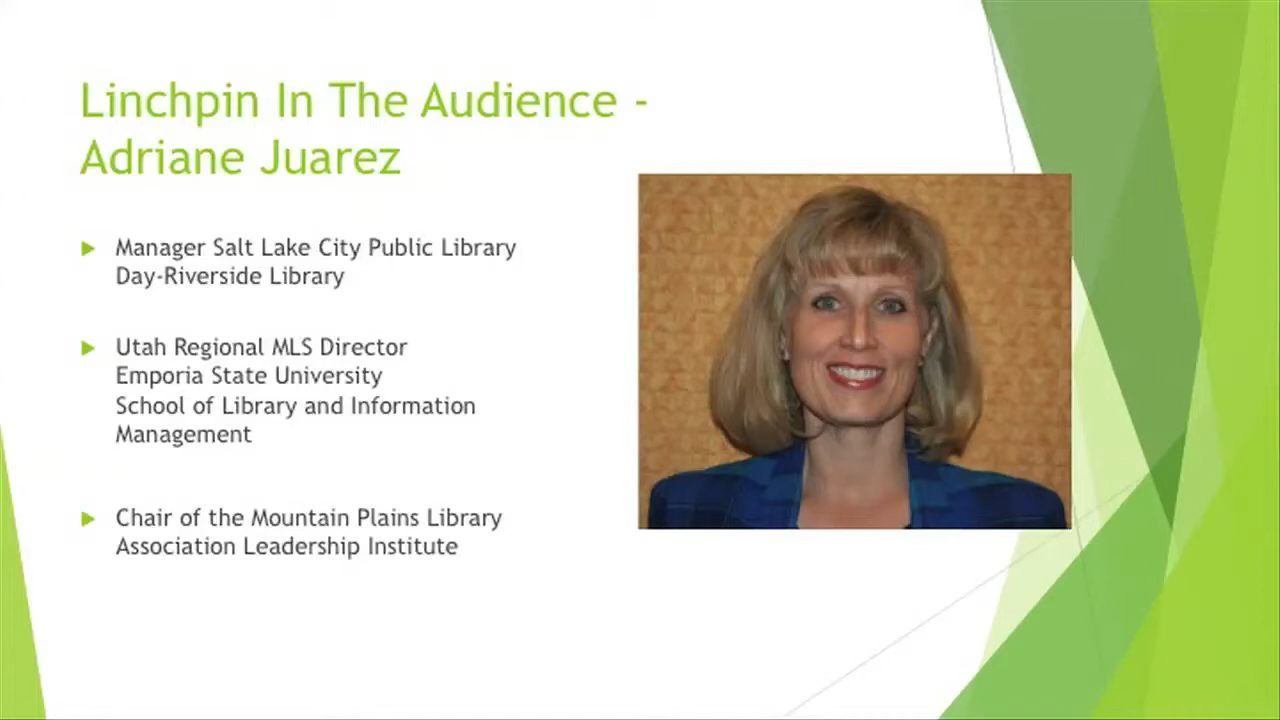 Linchpin In The Audience -
Adriane Juarez
Manager Salt Lake City Public Library
Day-Riverside Library
Utah Regional MLS Director
Emporia State University
School of Library and Information
Management
Chair of the Mountain Plains Library
Association Leadership Institute